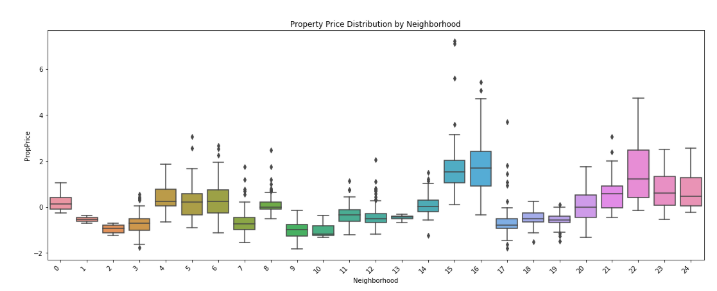 Property Price Distribution by Neighborhood
PropPrice
6
4
2
0
−2
0 1 2 3 4 5 6 7 8 9 10 11 12 13 14 15 16 17 18 19 20 21 22 23 24
Neighborhood